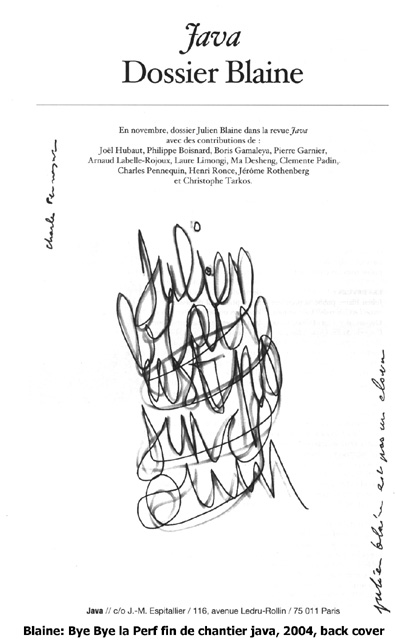 Java
Dossier Blaine
En novembre, dossier Julien Blaine dans la revue Java
avec des contributions de :
Joël Hubaut, Philippe Boisnard, Boris Gamaleya, Pierre Garnier,
Arnaud Labelle-Rojoux, Laure Limongi, Ma Desheng, Clemente Padin,
Charles Pennequin, Henri Ronce, Jérôme Rothenberg
et Christophe Tarkos.
charles Pennequin
Julien
julien blaine est pas un clown
Java // c/o J.-M. Espitallier / 116, avenue Ledru-Rollin / 75 011 Paris
Blaine: Bye Bye la Perf fin de chantier java, 2004, back cover